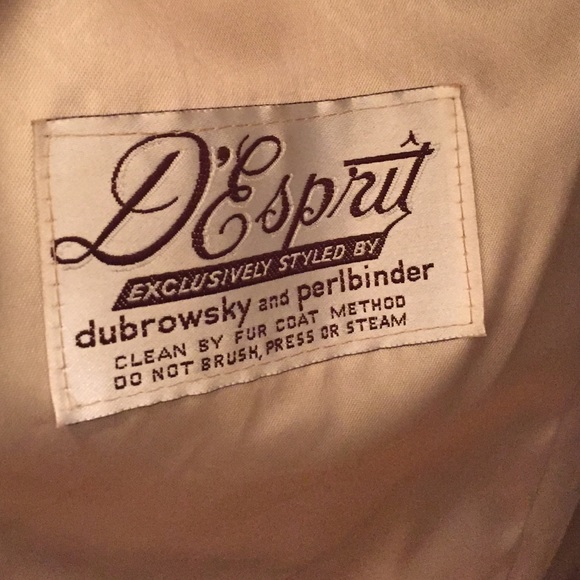 D'Esprit
EXCLUSIVELY STYLED BY
dubrowsky and perlbinder
CLEAN BY FUR COAT METHOD
DO NOT BRUSH, PRESS OR STEAM